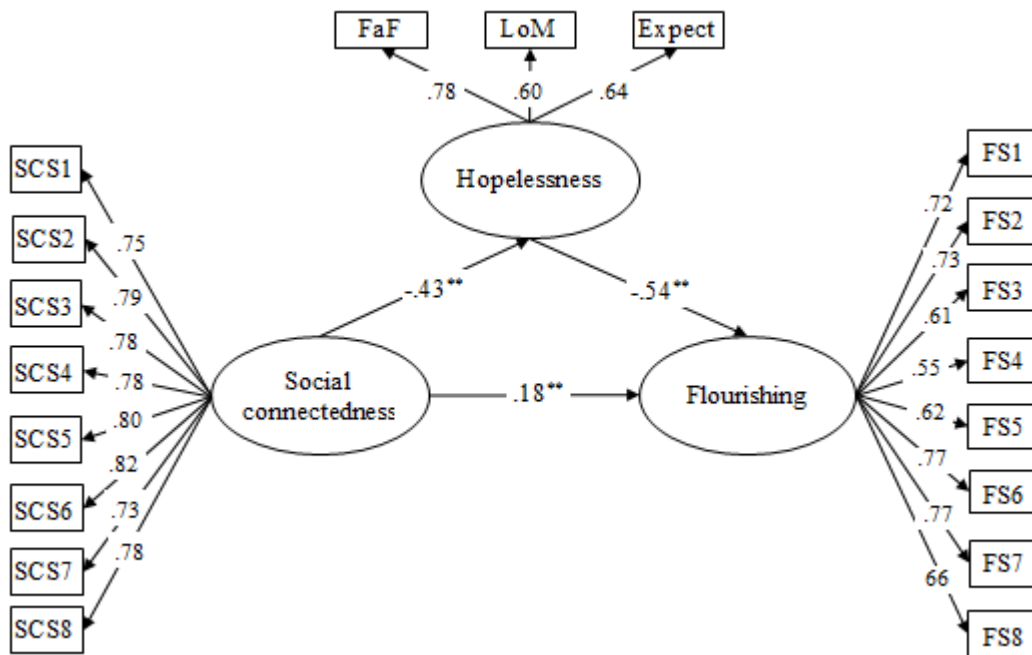 FaF
LoM
Expect
.78
.60
.64
Hopelessness
SCS1
SCS2
SCS3
SCS4
SCS5
SCS6
SCS7
SCS8
.75
.79
.78
.78
.80
.82
.73
.78
-.43**
-.54**
Social
connectedness
.18**
Flourishing
.72
.73
.61
.55
.62
.77
.77
66
FS1
FS2
FS3
FS4
FS5
FS6
FS7
FS8